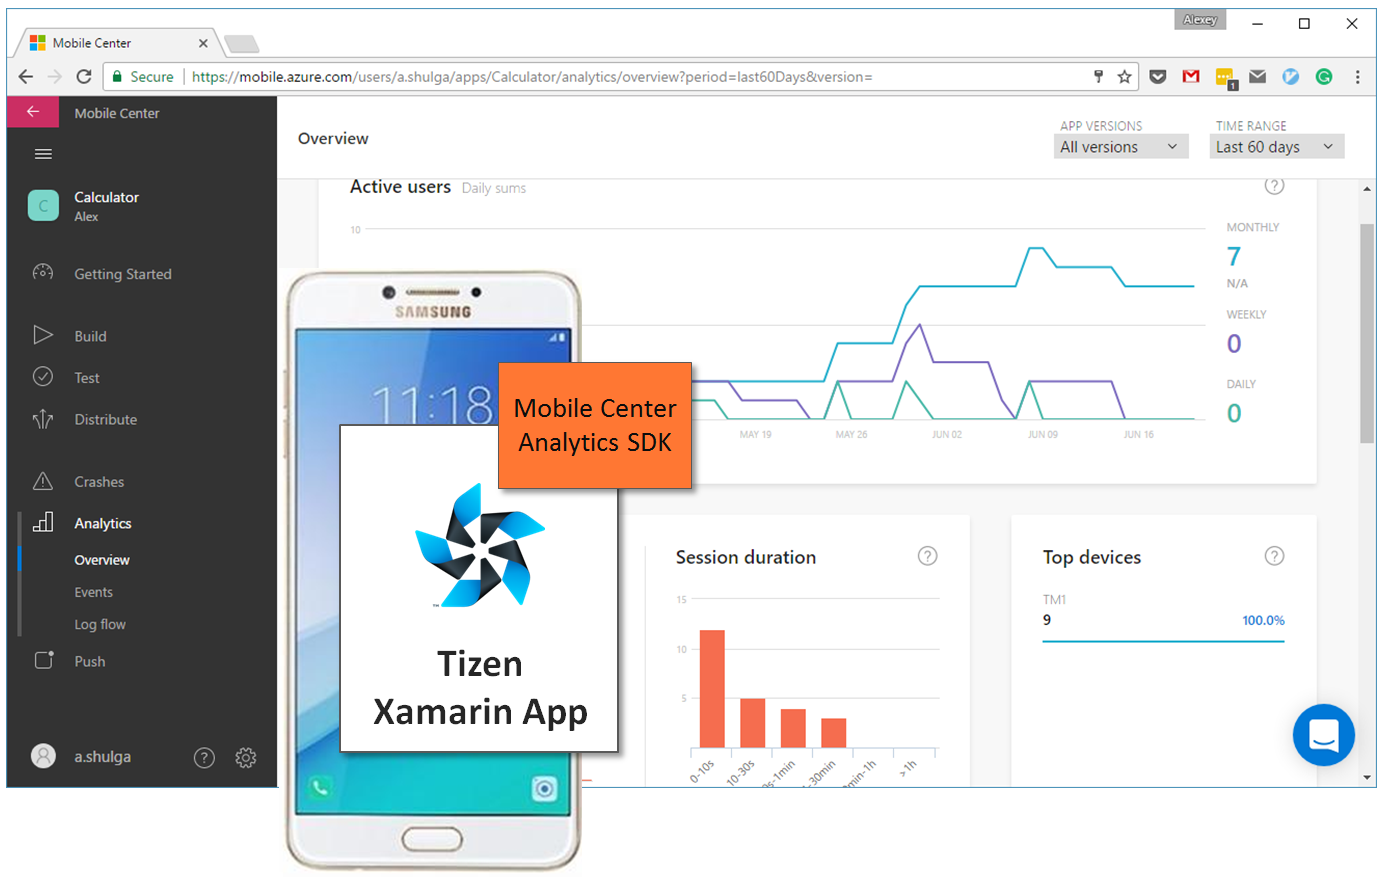 Alexey
Mobile Center
Secure
https://mobile.azure.com/users/a.shulga/apps/Calculator/analytics/overview?period=last60Days&version=
1
Mobile Center
C
Calculator
Alex
Getting Started
Build
Test
Distribute
Crashes
Analytics
Overview
Events
Log flow
Push
a.shulga
?
Overview
APP VERSIONS
All versions
TIME RANGE
Last 60 days
Active users Daily sums
?
10
MAY 19 MAY 26 JUN 02 JUN 09 JUN 16
MONTHLY
7
N/A
WEEKLY
0
DAILY
0
SAMSUNG
11:18
Mobile Center
Analytics SDK
TM
Tizen
Xamarin App
Session duration
?
15
10
5
0-10s
10-30s
0s-1min
-30min
min-1h
>1h
Top devices
?
TM1
9 100.0%